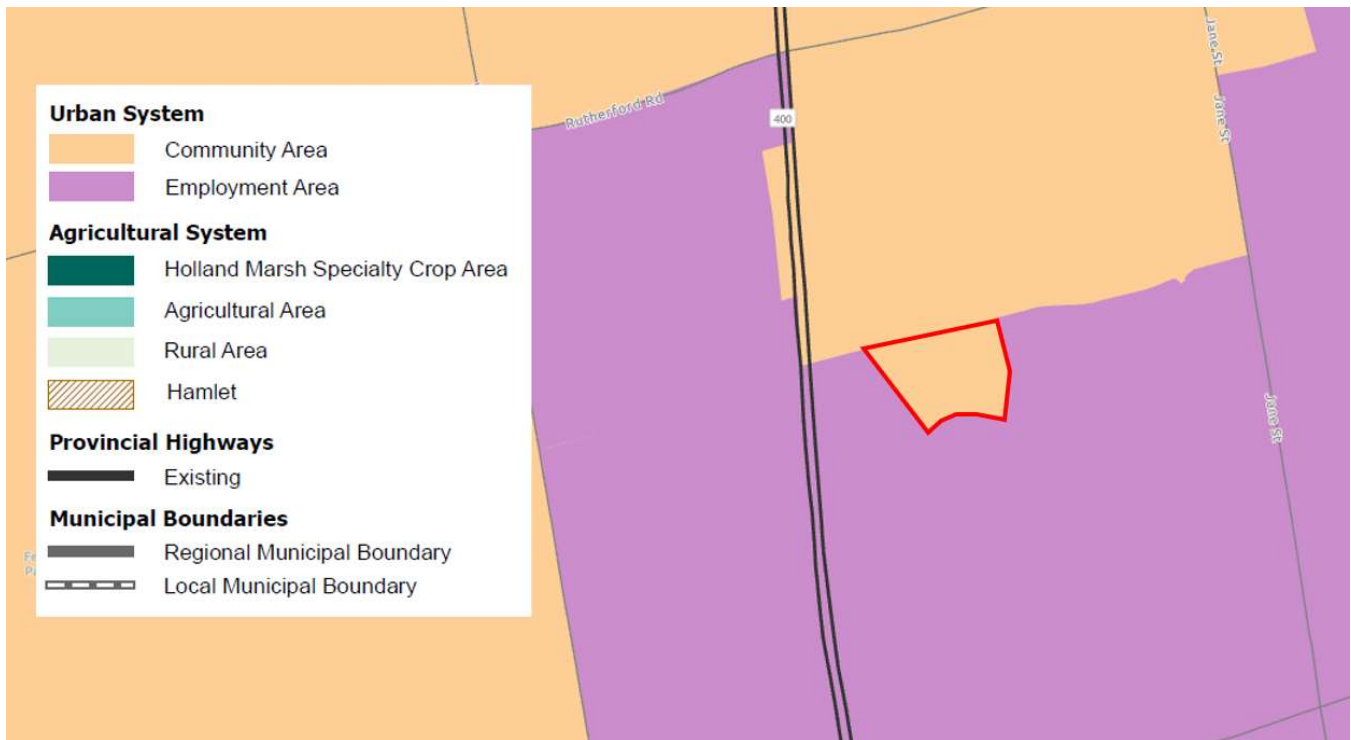 Urban System
Community Area
Employment Area
Agricultural System
Holland Marsh Specialty Crop Area
Agricultural Area
Rural Area
Hamlet
Provincial Highways
Existing
Municipal Boundaries
Regional Municipal Boundary
Local Municipal Boundary
Rutherford Rd
400
Jane St
Jane St
Jane St